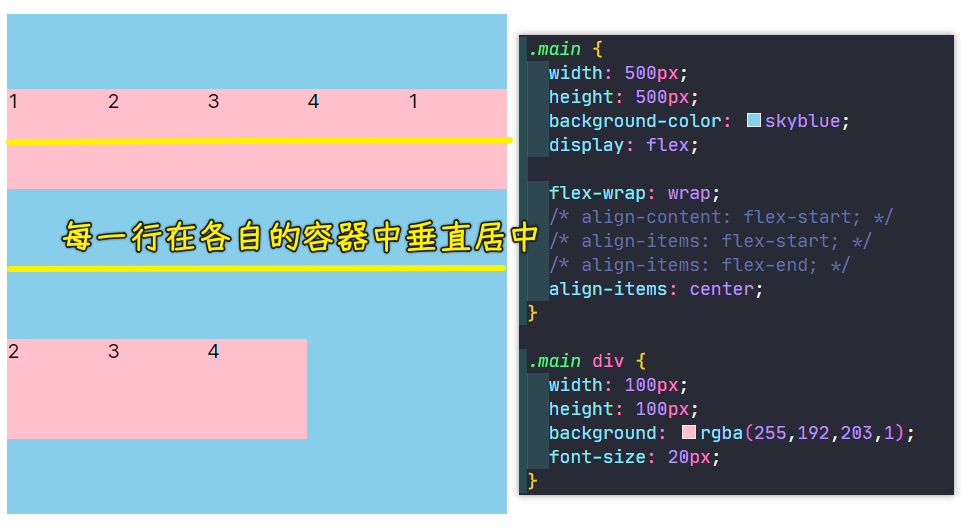 1 2 3 4 1
每一行在各自的容器中垂直居中
2 3 4
.main {
width: 500px;
height: 500px;
background-color: skyblue;
display: flex;
flex-wrap: wrap;
/* align-content: flex-start; */
/* align-items: flex-start; */
/* align-items: flex-end; */
align-items: center;
}
.main div {
width: 100px;
height: 100px;
background: rgba(255,192,203,1);
font-size: 20px;
}